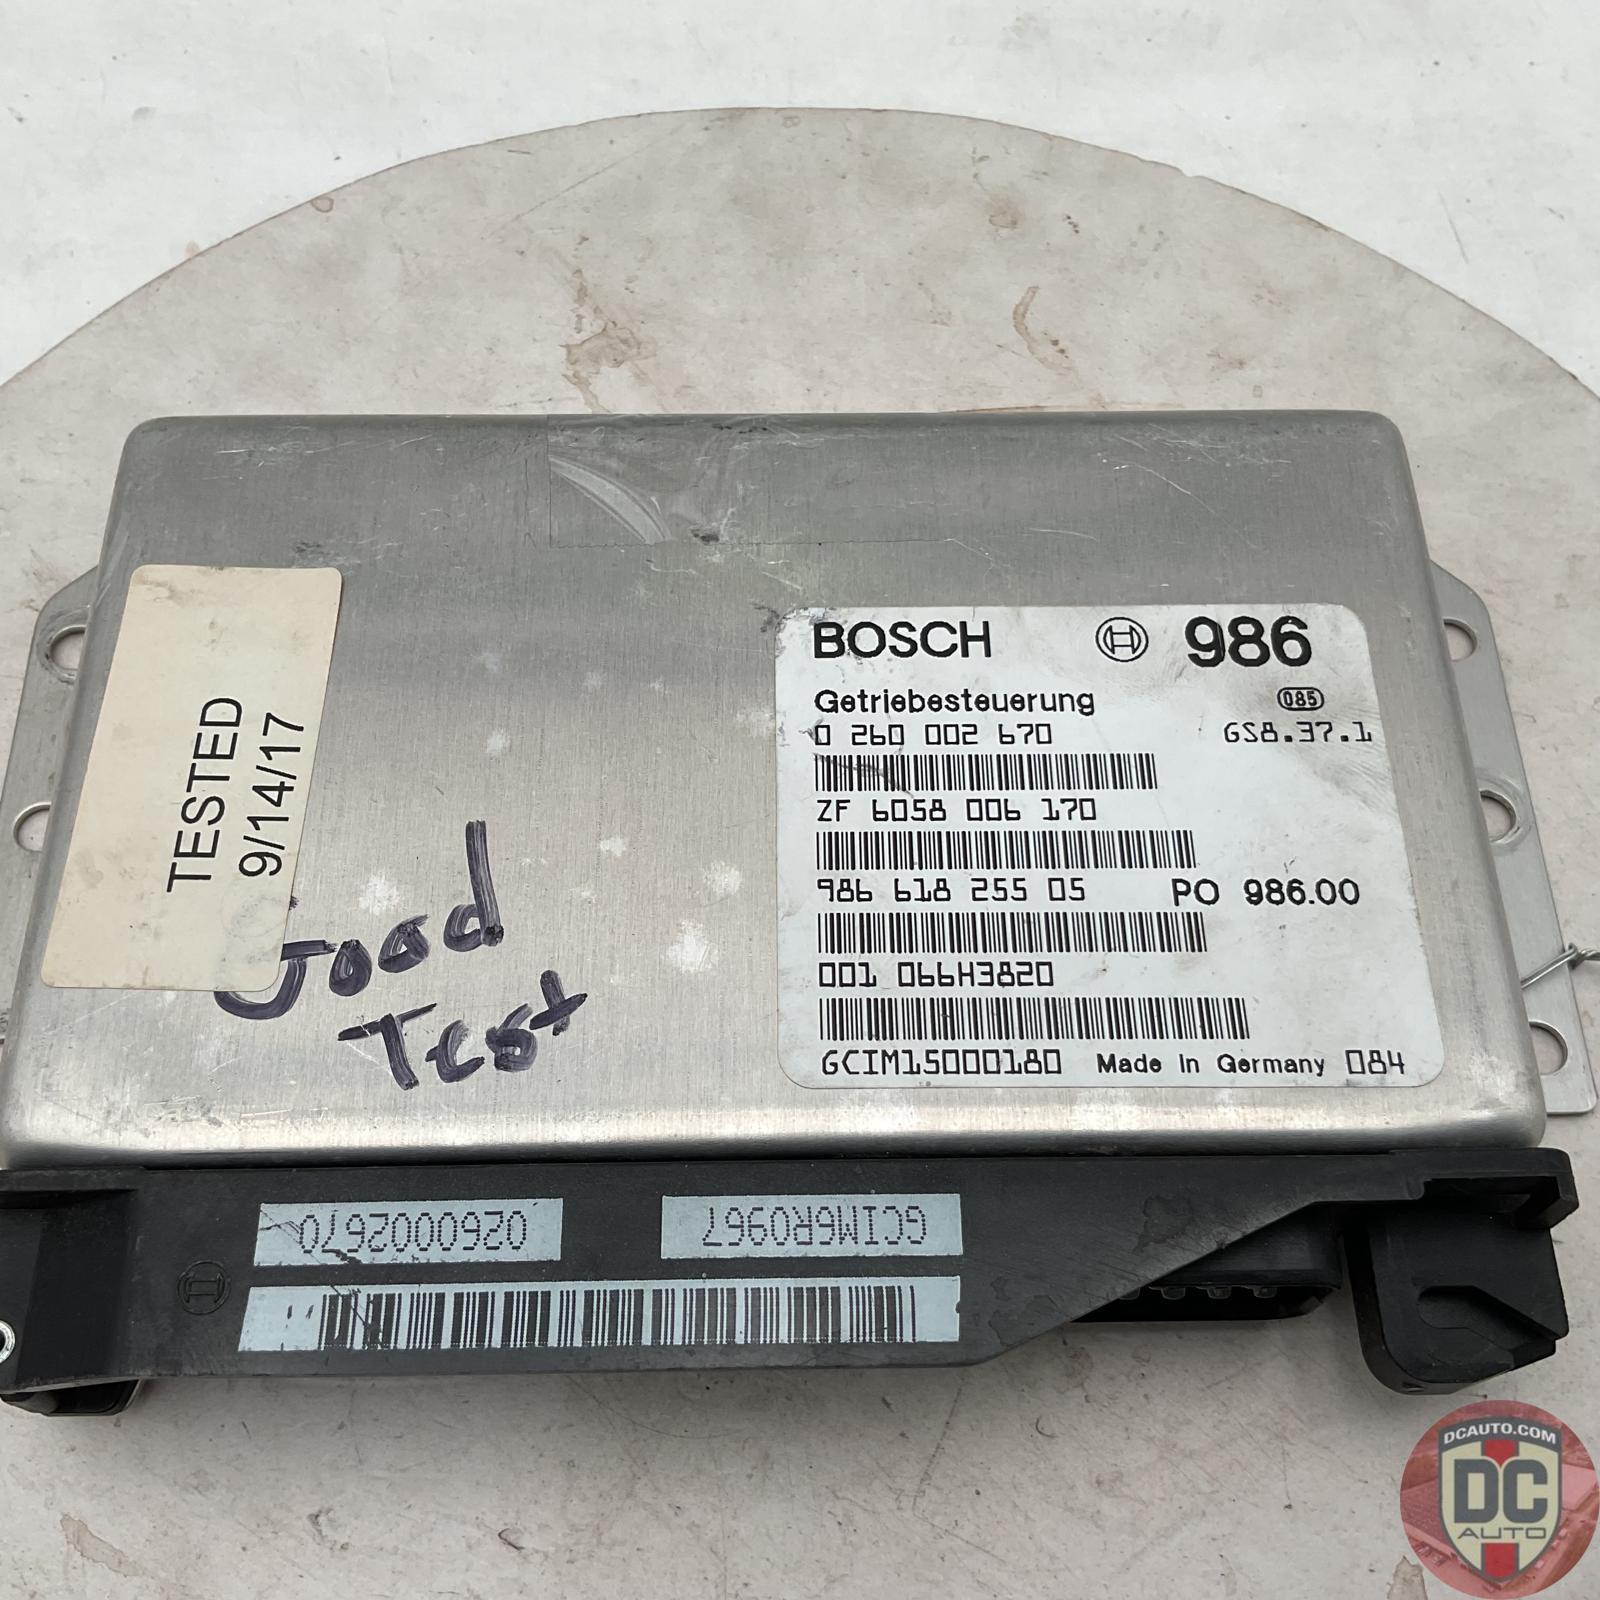 BOSCH 986
Getriebesteuerung 085
0 260 002 670 GS8.37.1
ZF 6058 006 170
986 618 255 05 PO 986.00
001 066H3820
GCIM15000180 Made in Germany 084
TESTED
9/14/17
Good
Test
0260002670
GCIM6R0967
DCAUTO.COM
DC
AUTO